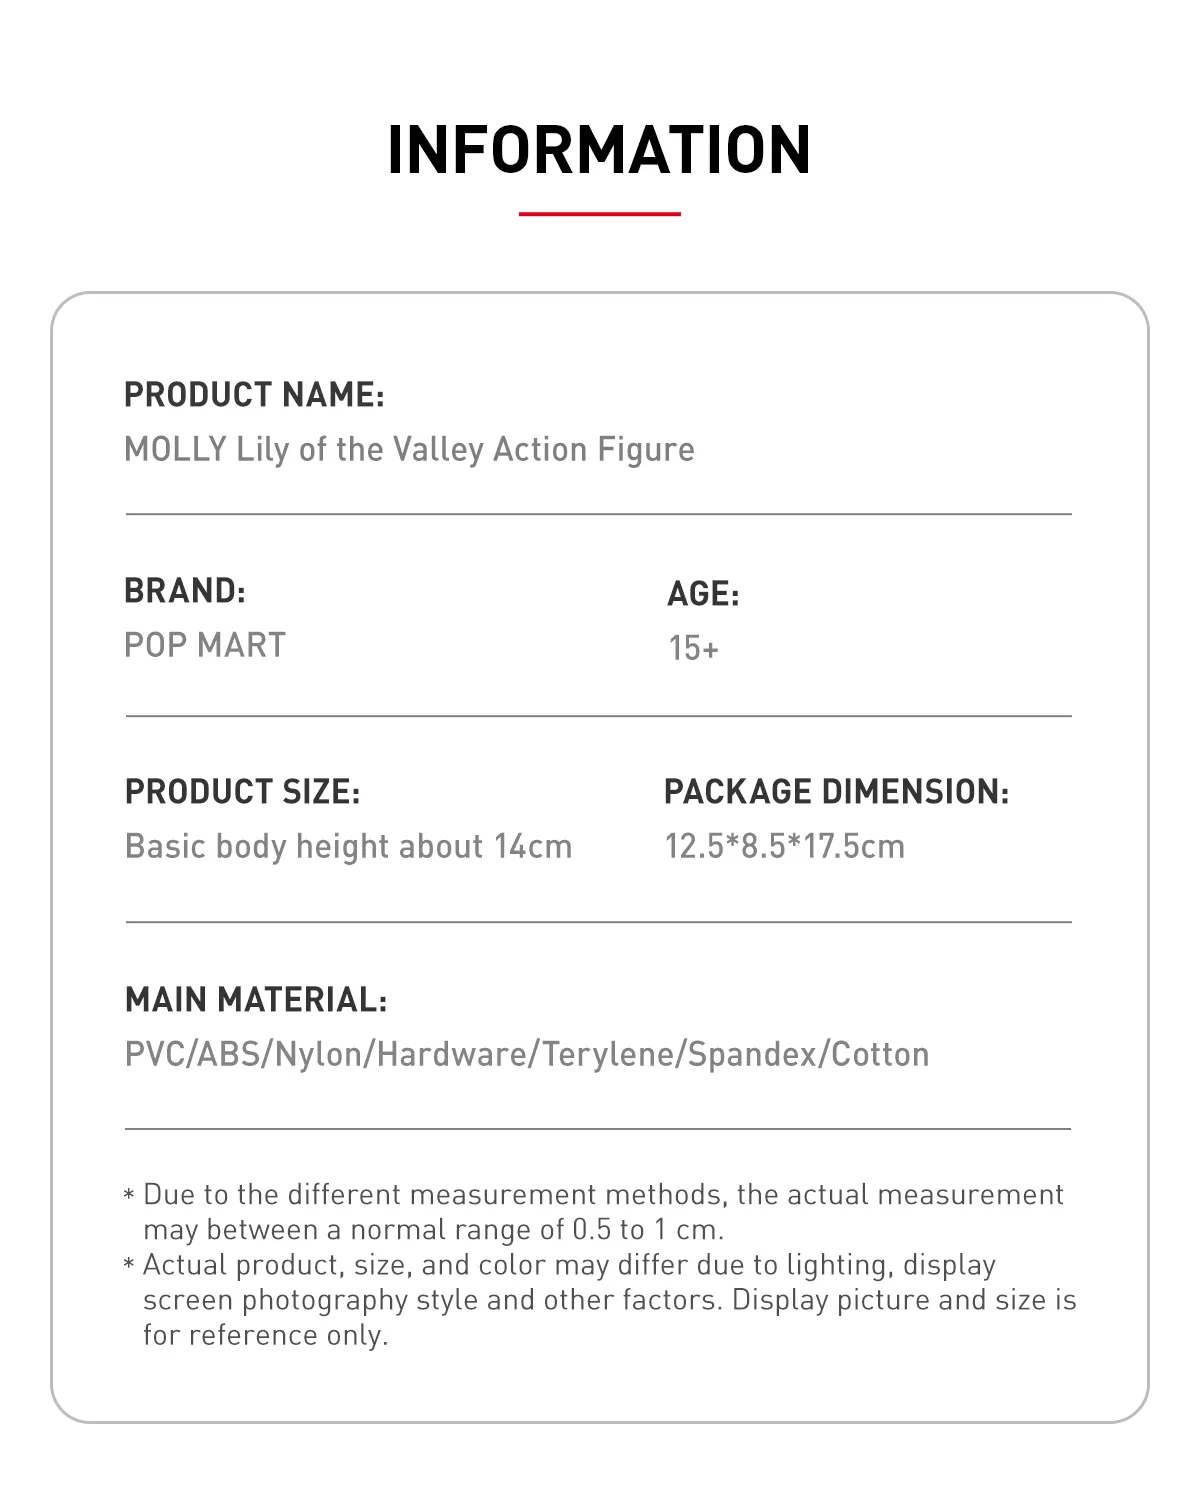 INFORMATION
PRODUCT NAME:
MOLLY Lily of the Valley Action Figure
BRAND:
POP MART
AGE:
15+
PRODUCT SIZE:
Basic body height about 14cm
PACKAGE DIMENSION:
12.5*8.5*17.5cm
MAIN MATERIAL:
PVC/ABS/Nylon/Hardware/Terylene/Spandex/Cotton
* Due to the different measurement methods, the actual measurement
may between a normal range of 0.5 to 1 cm.
* Actual product, size, and color may differ due to lighting, display
screen photography style and other factors. Display picture and size is
for reference only.